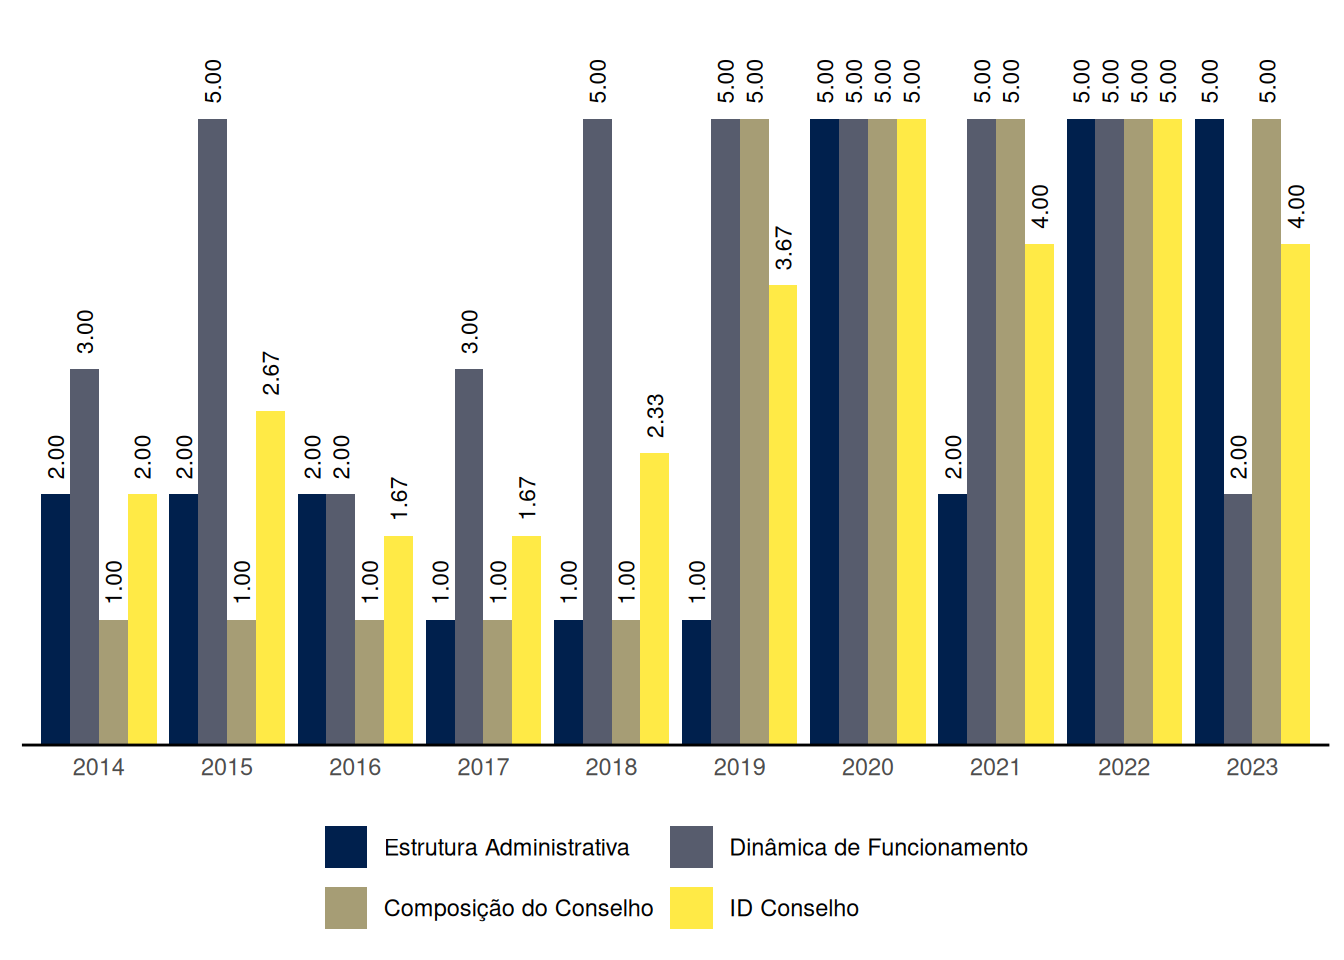 2.00 3.00 1.00 2.00
2.00 5.00 1.00 2.67
2.00 2.00 1.00 1.67
1.00 3.00 1.00 1.67
1.00 5.00 1.00 2.33
1.00 5.00 5.00 3.67
5.00 5.00 5.00 5.00
2.00 5.00 5.00 4.00
5.00 5.00 5.00 5.00
5.00 2.00 5.00 4.00
2014 2015 2016 2017 2018 2019 2020 2021 2022 2023
Estrutura Administrativa Dinâmica de Funcionamento
Composição do Conselho ID Conselho